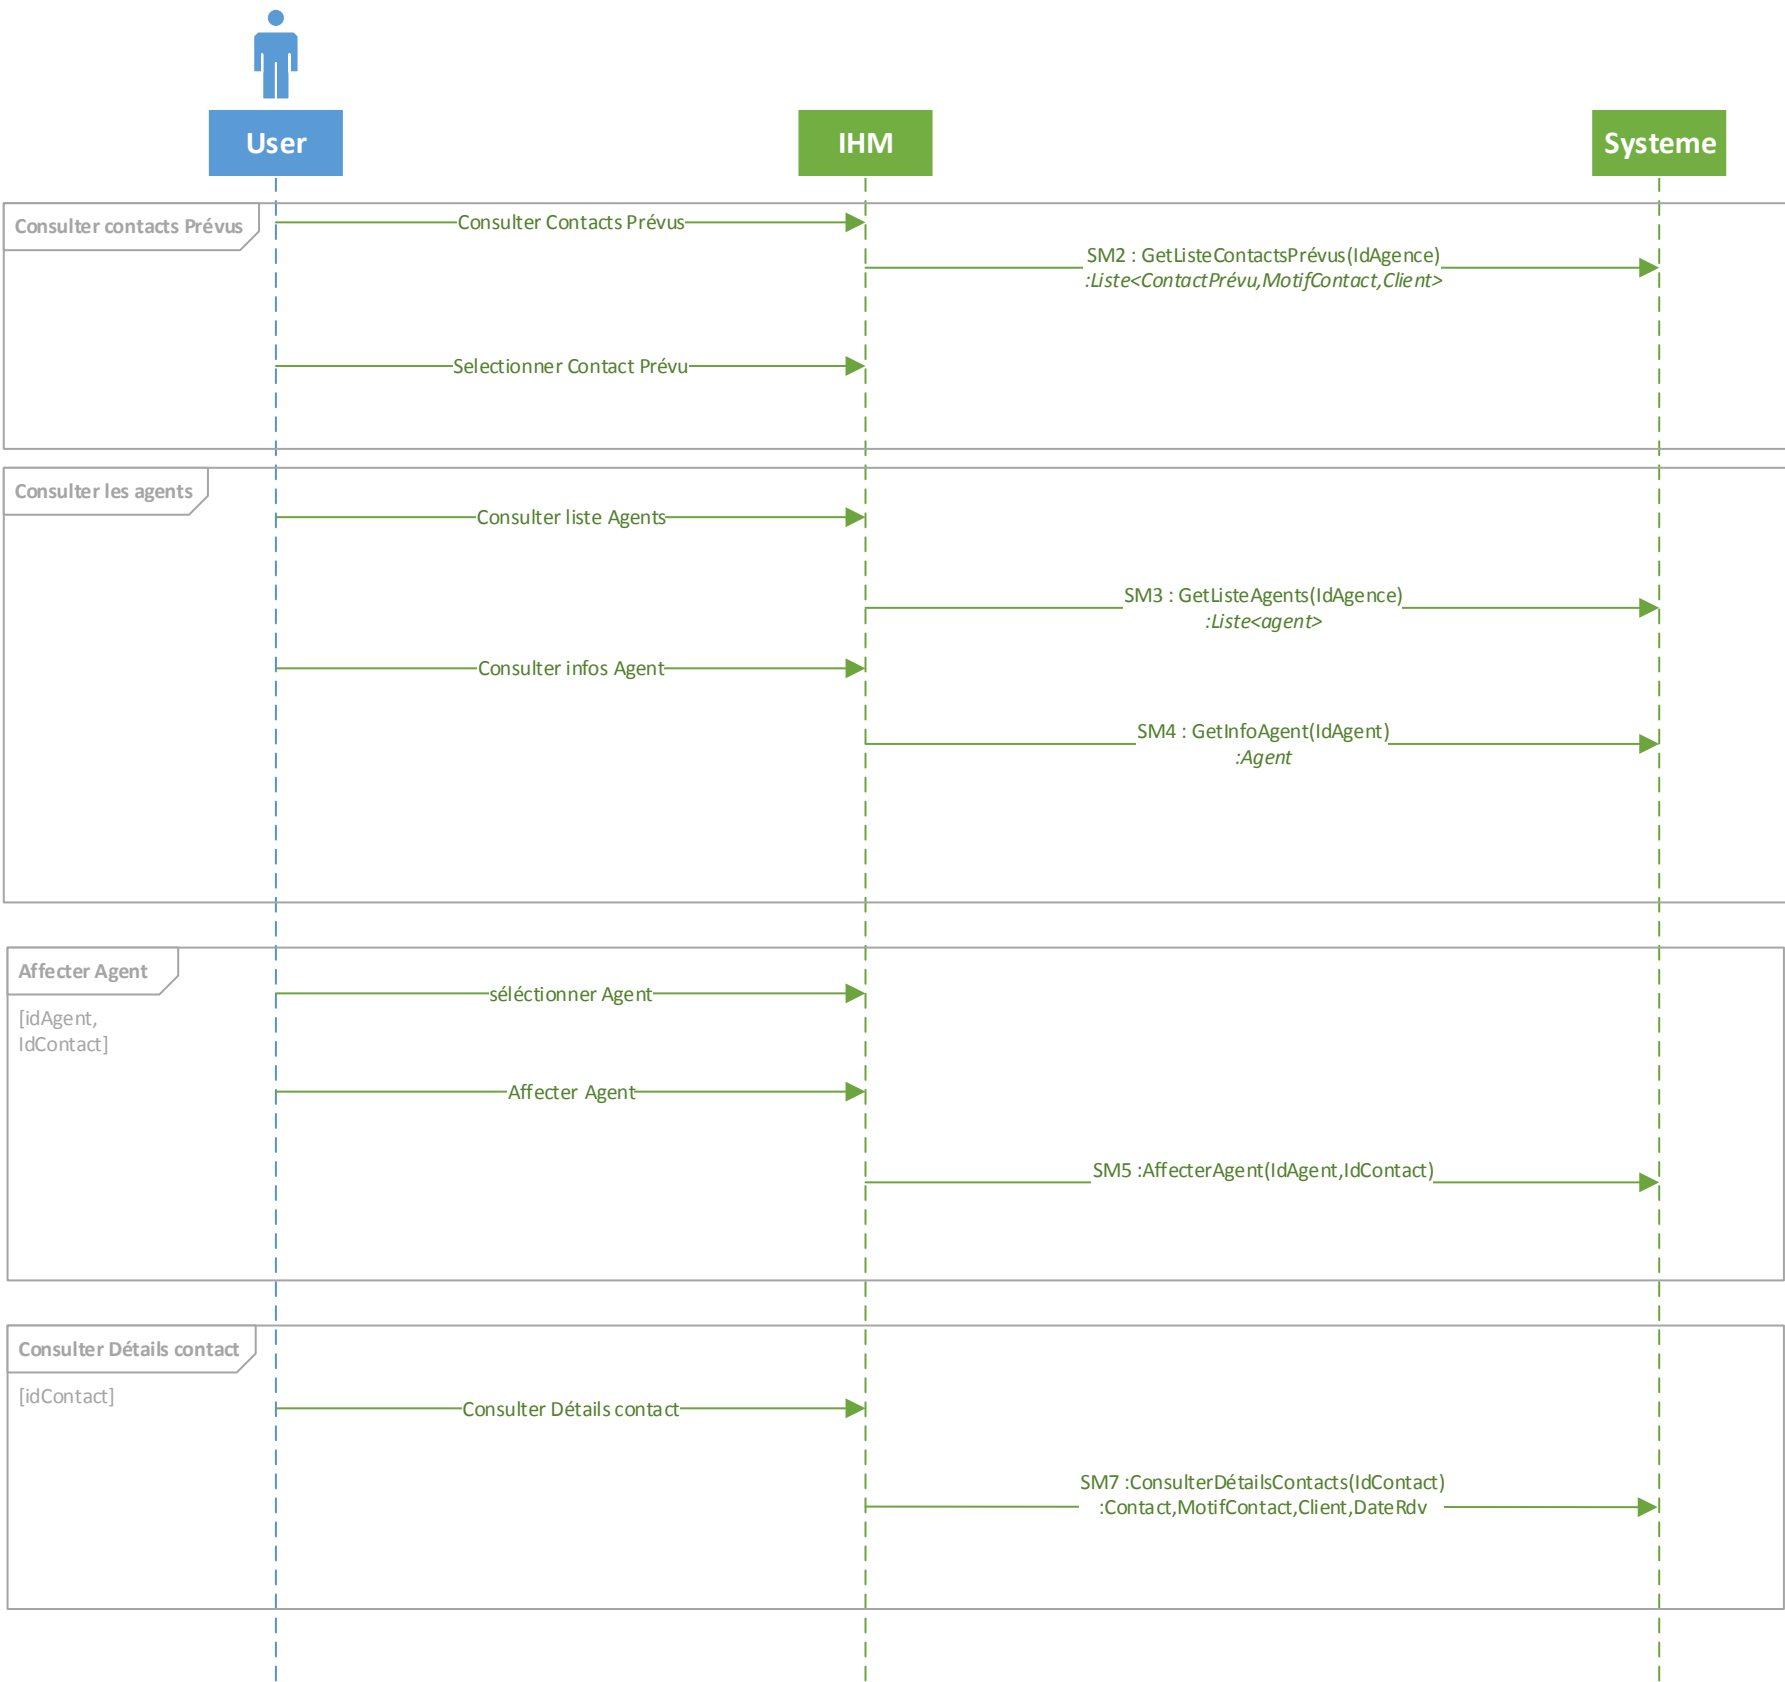 User
IHM
Systeme
Consulter contacts Prévus
Consulter Contacts Prévus
SM2 : GetListeContactsPrévus(IdAgence)
:Liste<ContactPrévu,MotifContact,Client>
Selectionner Contact Prévu
Consulter les agents
Consulter liste Agents
SM3 : GetListeAgents(IdAgence)
:Liste<agent>
Consulter infos Agent
SM4 : GetInfoAgent(IdAgent)
:Agent
Affecter Agent
séléctionner Agent
[idAgent,
IdContact]
Affecter Agent
SM5 :AffecterAgent(IdAgent,IdContact)
Consulter Détails contact
[idContact]
Consulter Détails contact
SM7 :ConsulterDétailsContacts(IdContact)
:Contact,MotifContact,Client,DateRdv